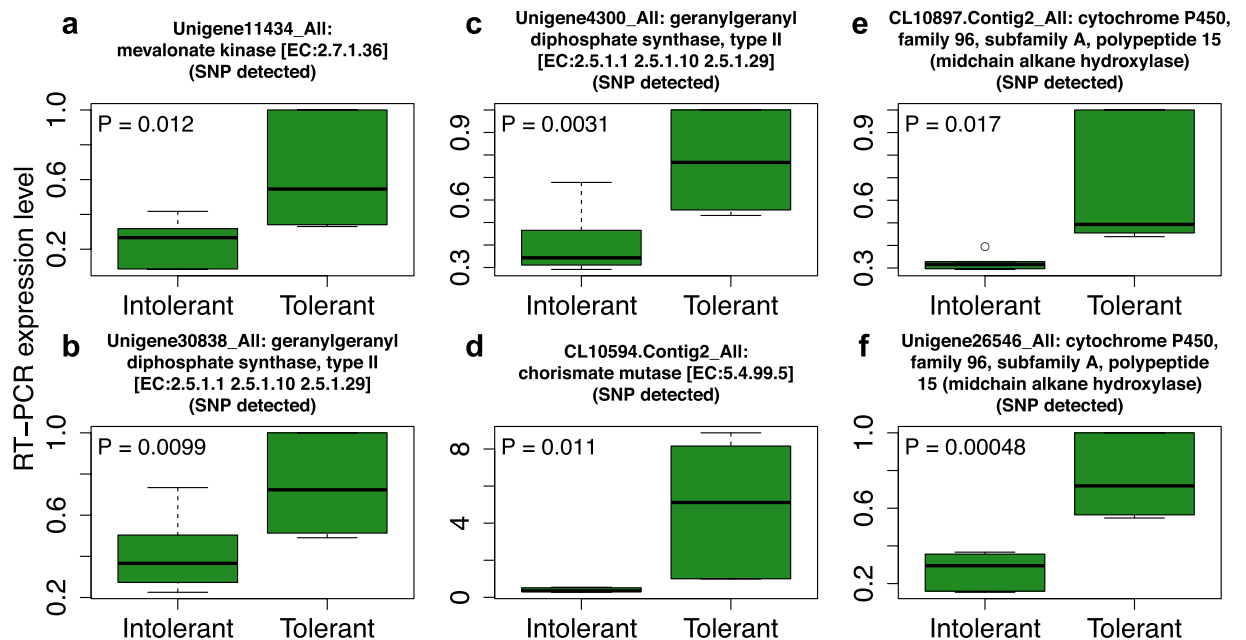 a
Unigene11434_All:
mevalonate kinase [EC:2.7.1.36]
(SNP detected)
P = 0.012
1.0
0.6
0.2
Intolerant Tolerant
c
Unigene4300_All: geranylgeranyl
diphosphate synthase, type II
[EC:2.5.1.1 2.5.1.10 2.5.1.29]
(SNP detected)
P = 0.0031
0.9
0.6
0.3
Intolerant Tolerant
e
CL10897.Contig2_All: cytochrome P450,
family 96, subfamily A, polypeptide 15
(midchain alkane hydroxylase)
(SNP detected)
P = 0.017
0.9
0.6
0.3
Intolerant Tolerant
RT−PCR expression level
b
Unigene30838_All: geranylgeranyl
diphosphate synthase, type II
[EC:2.5.1.1 2.5.1.10 2.5.1.29]
(SNP detected)
P = 0.0099
1.0
0.6
0.2
Intolerant Tolerant
d
CL10594.Contig2_All:
chorismate mutase [EC:5.4.99.5]
(SNP detected)
P = 0.011
8
4
0
Intolerant Tolerant
f
Unigene26546_All: cytochrome P450,
family 96, subfamily A, polypeptide
15 (midchain alkane hydroxylase)
(SNP detected)
P = 0.00048
1.0
0.6
0.2
Intolerant Tolerant